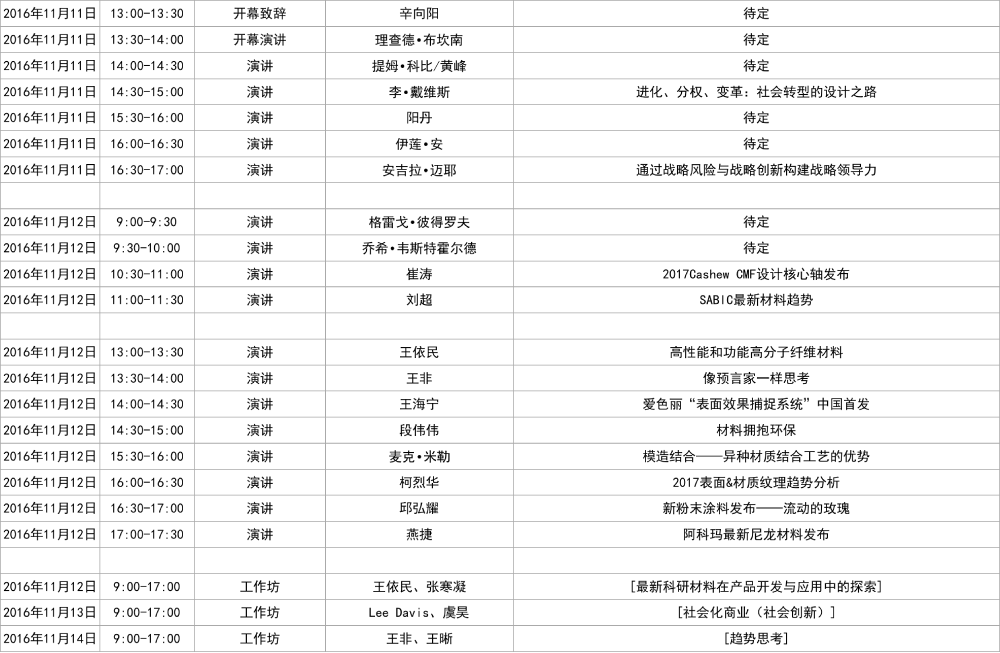 2016年11月11日 13:00-13:30 开幕致辞 辛向阳 待定
2016年11月11日 13:30-14:00 开幕演讲 理查德•布坎南 待定
2016年11月11日 14:00-14:30 演讲 提姆•科比/黄峰 待定
2016年11月11日 14:30-15:00 演讲 李•戴维斯 进化、分权、变革：社会转型的设计之路
2016年11月11日 15:30-16:00 演讲 阳丹 待定
2016年11月11日 16:00-16:30 演讲 伊莲•安 待定
2016年11月11日 16:30-17:00 演讲 安吉拉•迈耶 通过战略风险与战略创新构建战略领导力
2016年11月12日 9:00-9:30 演讲 格雷戈•彼得罗夫 待定
2016年11月12日 9:30-10:00 演讲 乔希•韦斯特霍尔德 待定
2016年11月12日 10:30-11:00 演讲 崔涛 2017Cashew CMF设计核心轴发布
2016年11月12日 11:00-11:30 演讲 刘超 SABIC最新材料趋势
2016年11月12日 13:00-13:30 演讲 王依民 高性能和功能高分子纤维材料
2016年11月12日 13:30-14:00 演讲 王非 像预言家一样思考
2016年11月12日 14:00-14:30 演讲 王海宁 爱色丽“表面效果捕捉系统”中国首发
2016年11月12日 14:30-15:00 演讲 段伟伟 材料拥抱环保
2016年11月12日 15:30-16:00 演讲 麦克•米勒 模造结合——异种材质结合工艺的优势
2016年11月12日 16:00-16:30 演讲 柯烈华 2017表面&材质纹理趋势分析
2016年11月12日 16:30-17:00 演讲 邱弘耀 新粉末涂料发布——流动的玫瑰
2016年11月12日 17:00-17:30 演讲 燕捷 阿科玛最新尼龙材料发布
2016年11月12日 9:00-17:00 工作坊 王依民、张寒凝 [最新科研材料在产品开发与应用中的探索]
2016年11月13日 9:00-17:00 工作坊 Lee Davis、虞昊 [社会化商业（社会创新）]
2016年11月14日 9:00-17:00 工作坊 王非、王晰 [趋势思考]